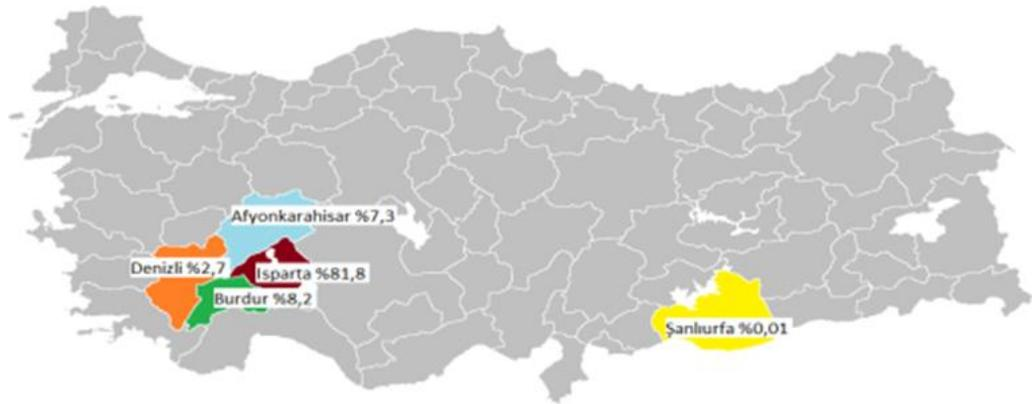 Afyonkarahisar %7,3
Denizli %2,7
Isparta %81,8
Burdur %8,2
Şanlıurfa %0,01